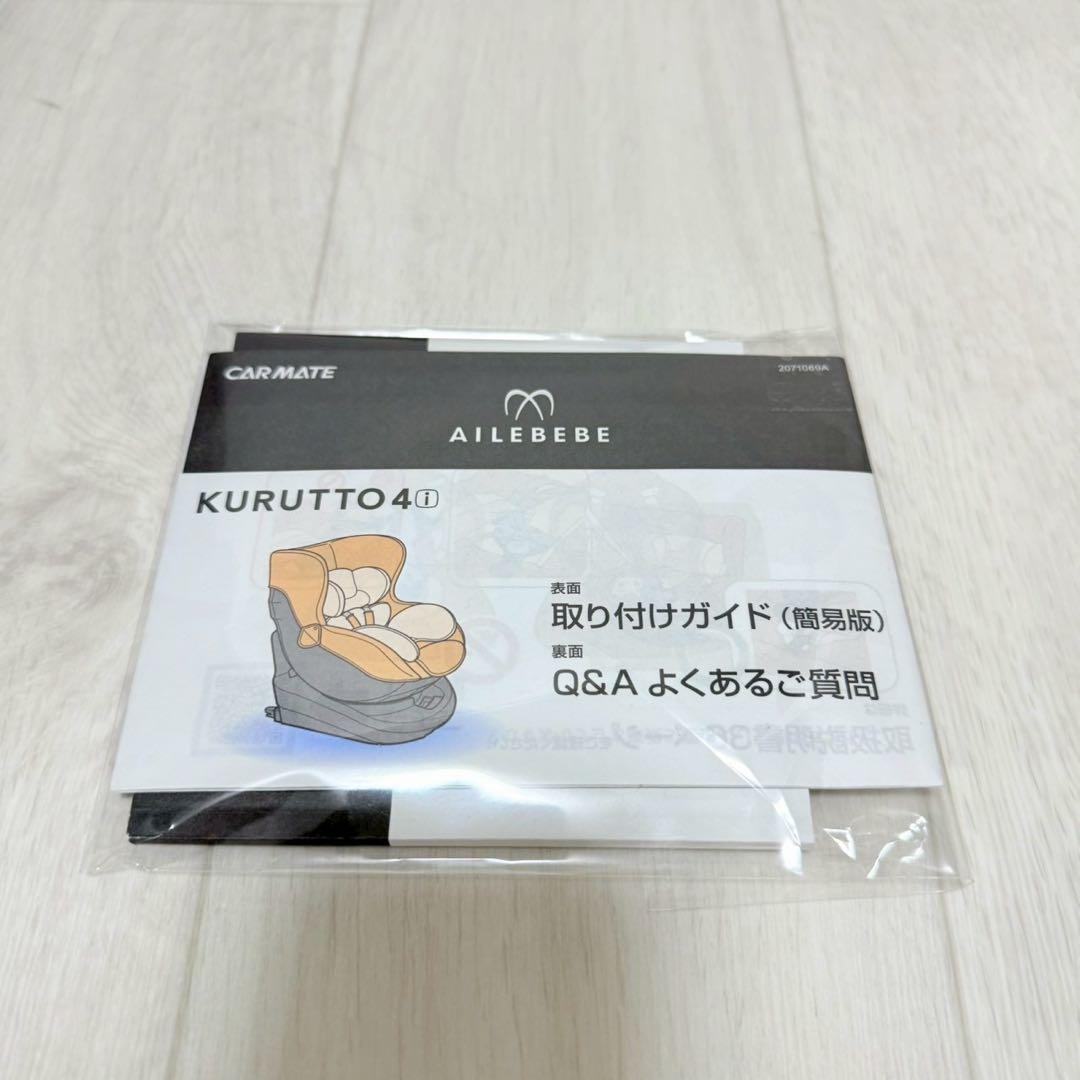 CARMATE
2071069A
AILEBEBE
KURUTTO4i
表面
取り付けガイド（簡易版）
裏面
Q&A よくあるご質問